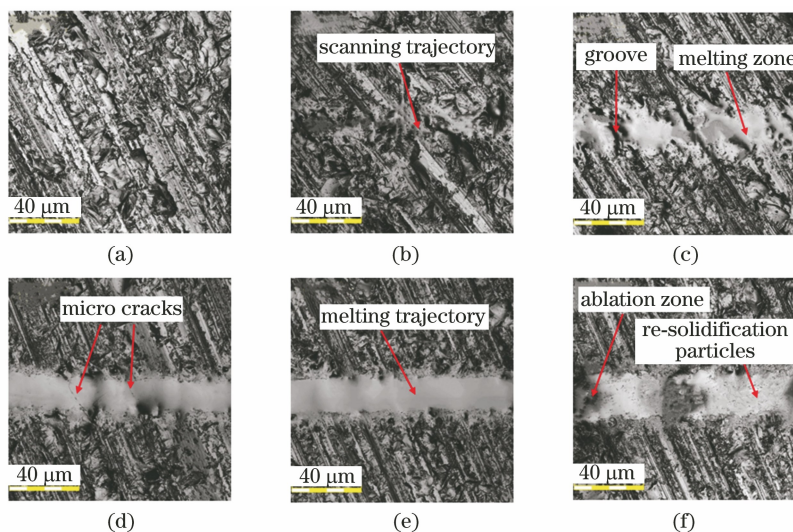 scanning trajectory
groove
melting zone
40 μm
40 μm
40 μm
(a)
(b)
(c)
micro cracks
melting trajectory
ablation zone
re-solidification
particles
40 μm
40 μm
40 μm
(d)
(e)
(f)